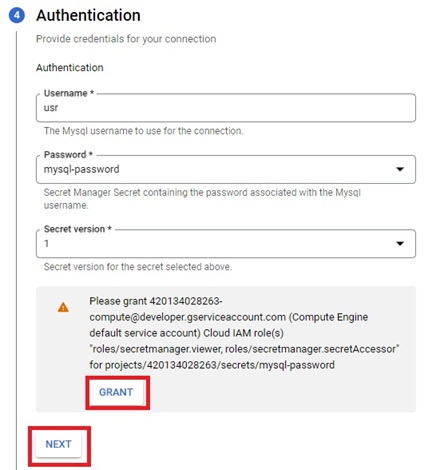 4 Authentication
Provide credentials for your connection
Authentication
Username *
usr
The Mysql username to use for the connection.
Password *
mysql-password
Secret Manager Secret containing the password associated with the Mysql
username.
Secret version *
1
Secret version for the secret selected above.
Please grant 420134028263-
compute@developer.gserviceaccount.com (Compute Engine
default service account) Cloud IAM role(s)
"roles/secretmanager.viewer, roles/secretmanager.secretAccessor"
for projects/420134028263/secrets/mysql-password
GRANT
NEXT